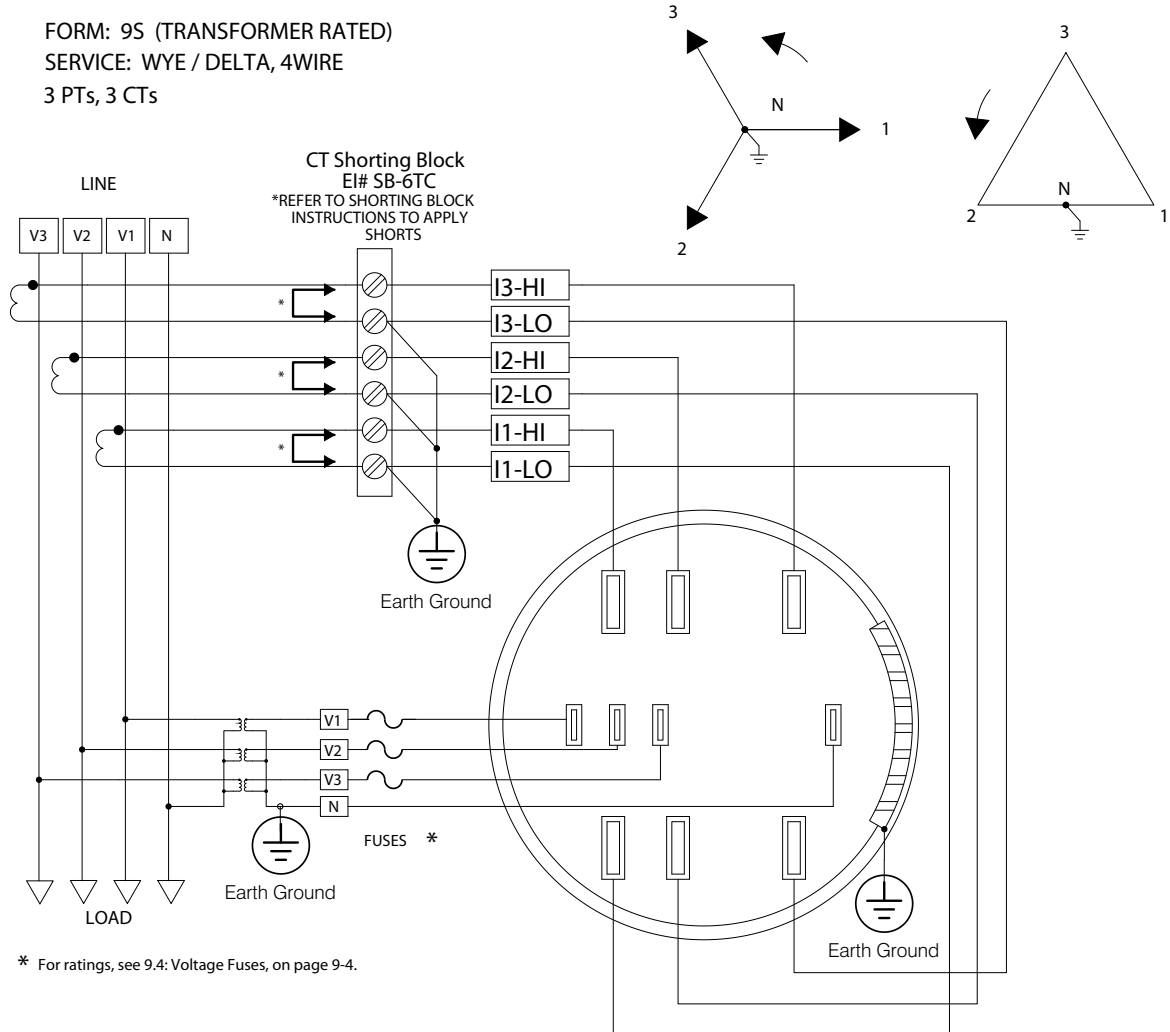 FORM: 9S (TRANSFORMER RATED)
SERVICE: WYE / DELTA, 4WIRE
3 PTs, 3 CTs
3
N
1
2
3
N
2
1
LINE
CT Shorting Block
EI# SB-6TC
*REFER TO SHORTING BLOCK
INSTRUCTIONS TO APPLY
SHORTS
V3
V2
V1
N
*
I3-HI
I3-LO
*
I2-HI
I2-LO
*
I1-HI
I1-LO
Earth Ground
V1
V2
V3
N
FUSES *
Earth Ground
LOAD
Earth Ground
* For ratings, see 9.4: Voltage Fuses, on page 9-4.